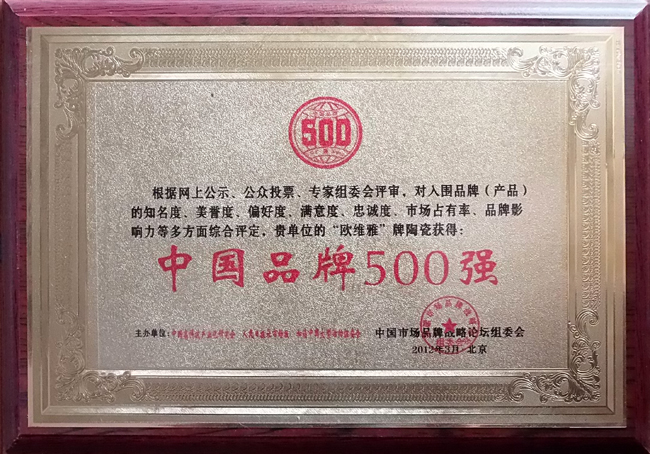 500
根据网上公示、公众投票、专家组委会评审，对入围品牌（产品）
的知名度、美誉度、偏好度、满意度、忠诚度、市场占有率、品牌影
响力等多方面综合评定，贵单位的“欧维雅”牌陶瓷获得：
中国品牌500强
主办单位：
中国市场品牌战略论坛组委会
2012年3月·北京